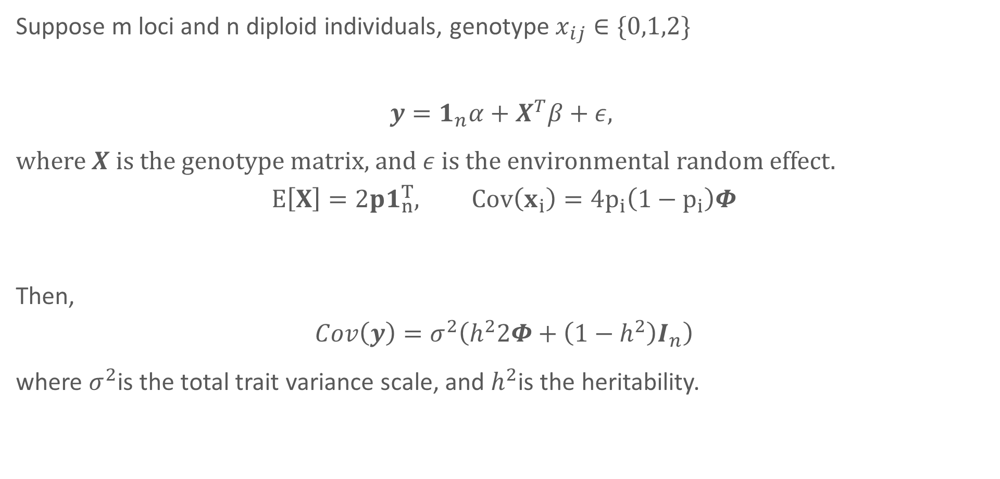 Suppose m loci and n diploid individuals, genotype $x_{ij} \in \{0,1,2\}$
$\boldsymbol{y} = \mathbf{1}_n \alpha + \boldsymbol{X}^T \beta + \epsilon,$
where $\boldsymbol{X}$ is the genotype matrix, and $\epsilon$ is the environmental random effect.
$\mathrm{E}[\mathbf{X}] = 2\mathbf{p}\mathbf{1}_\mathrm{n}^\mathrm{T}, \quad \mathrm{Cov}(\mathbf{x}_\mathrm{i}) = 4\mathrm{p}_\mathrm{i}(1 - \mathrm{p}_\mathrm{i})\boldsymbol{\Phi}$
Then,
$Cov(\boldsymbol{y}) = \sigma^2(h^2 2\boldsymbol{\Phi} + (1 - h^2)\boldsymbol{I}_n)$
where $\sigma^2$is the total trait variance scale, and $h^2$is the heritability.